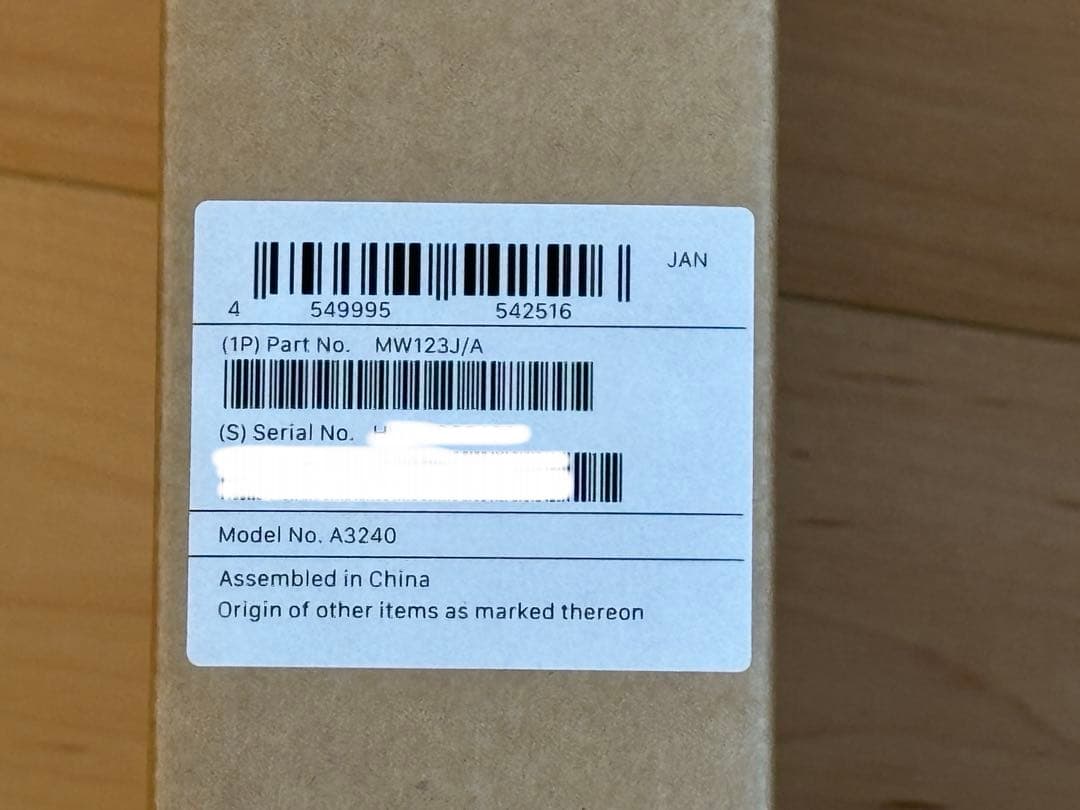 JAN
4 549995 542516
(1P) Part No. MW123J/A
(S) Serial No.
Model No. A3240
Assembled in China
Origin of other items as marked thereon